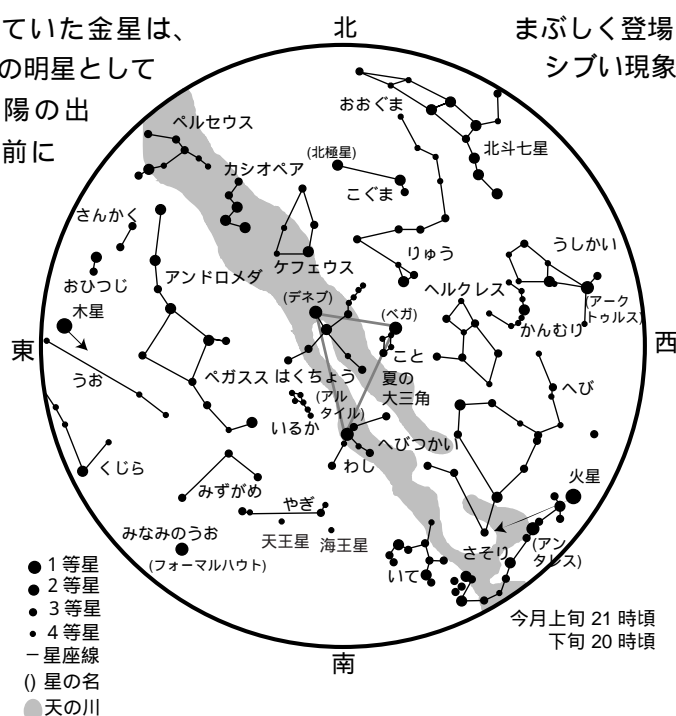 ていた金星は、
の明星として
陽の出
前に
まぶしく登場
シブい現象
北
おおぐま
ペルセウス
北斗七星
(北極星)
カシオペア
こぐま
さんかく
うしかい
りゅう
ケフェウス
アンドロメダ
おひつじ
ヘルクレス
(デネブ)
木星
(アーク
トゥルス)
(ベガ)
かんむり
東
西
こと
うお
ペガスス
はくちょう
夏の
大三角
へび
(アル
タイル)
いるか
へびつかい
わし
くじら
火星
みずがめ
やぎ
みなみのうお
天王星
海王星
(アン
タレス)
さそり
(フォーマルハウト)
いて
1等星
2等星
3等星
4等星
星座線
() 星の名
天の川
今月上旬 21 時頃
下旬 20 時頃
南